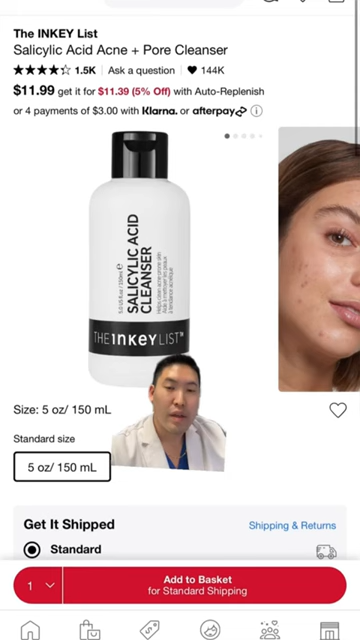 The INKEY List
Salicylic Acid Acne + Pore Cleanser
1.5K Ask a question 144K
$11.99 get it for $11.39 (5% Off) with Auto-Replenish
or 4 payments of $3.00 with Klarna. or afterpay
SALICYLIC ACID
CLEANSER
THE INKEY LIST™
Size: 5 oz/ 150 mL
Standard size
5 oz/ 150 mL
Get It Shipped
Shipping & Returns
Standard
1
Add to Basket
for Standard Shipping